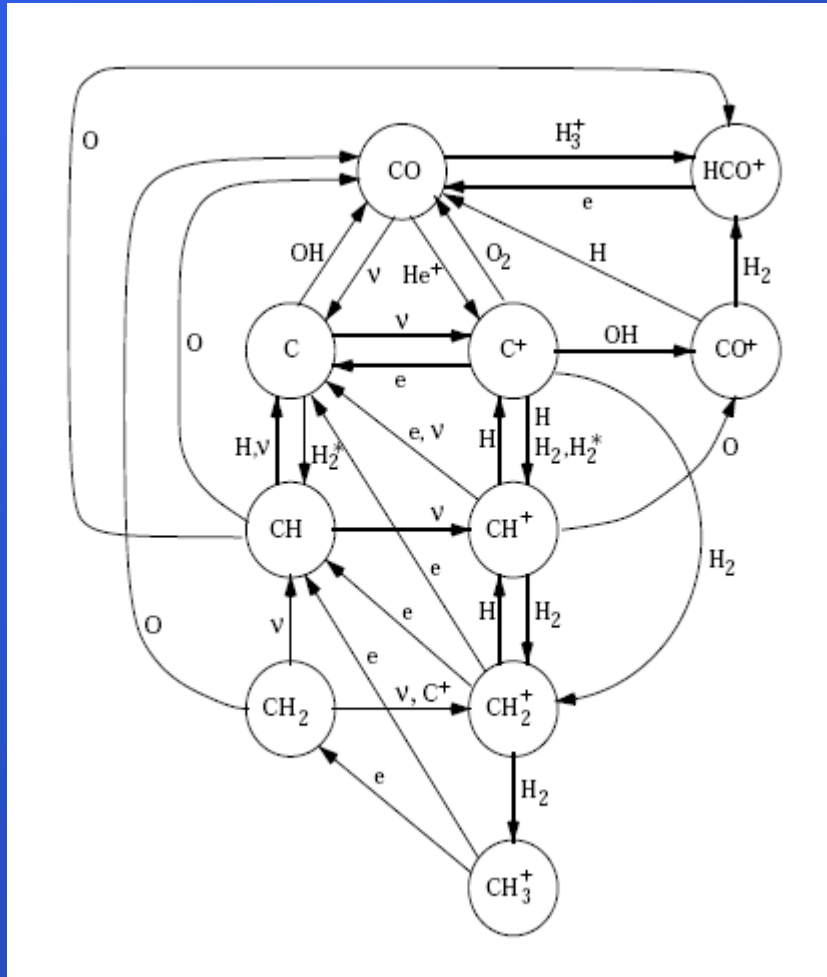 H₃⁺
O
CO
HCO⁺
e
OH
ν
He⁺
O₂
H
H₂
ν
O
C
C⁺
OH
CO⁺
e
H,ν
H₂*
e, ν
H
H
H₂,H₂*
O
CH
ν
CH⁺
H₂
e
e
H
H₂
O
ν
e
CH₂
ν, C⁺
CH₂⁺
e
H₂
CH₃⁺